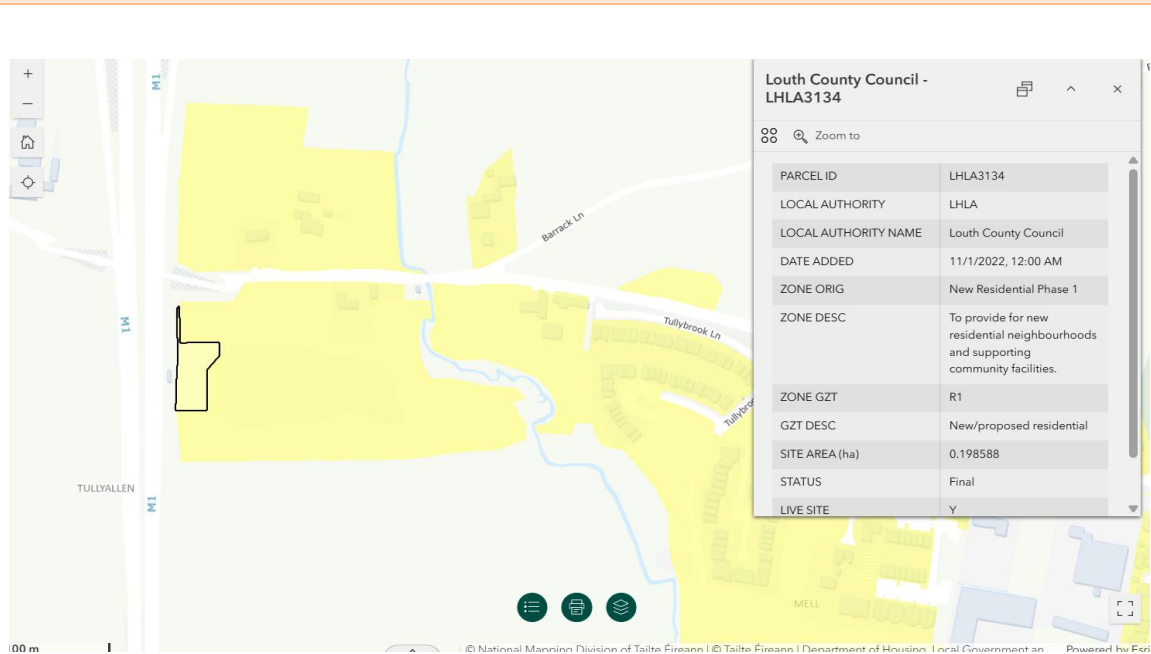 M1
Louth County Council -
LHLA3134
Zoom to
PARCEL ID LHLA3134
LOCAL AUTHORITY LHLA
LOCAL AUTHORITY NAME Louth County Council
DATE ADDED 11/1/2022, 12:00 AM
ZONE ORIG New Residential Phase 1
ZONE DESC To provide for new
residential neighbourhoods
and supporting
community facilities.
ZONE GZT R1
GZT DESC New/proposed residential
SITE AREA (ha) 0.198588
STATUS Final
LIVE SITE Y
Barrack Ln
M1
Tullybrook Ln
TULLYALLEN
M1
MELL
00 m
© National Mapping Division of Tailte Éireann | © Tailte Éireann | Department of Housing, Local Government an
Powered by Esri